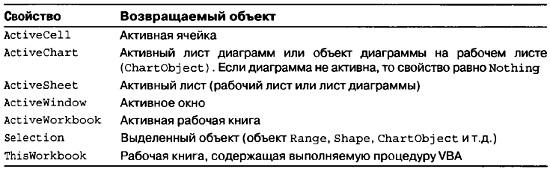 Свойство Возвращаемый объект
ActiveCell Активная ячейка
ActiveChart Активный лист диаграмм или объект диаграммы на рабочем листе
(ChartObject). Если диаграмма не активна, то свойство равно Nothing
ActiveSheet Активный лист (рабочий лист или лист диаграммы)
ActiveWindow Активное окно
ActiveWorkbook Активная рабочая книга
Selection Выделенный объект (объект Range, Shape, ChartObject и т.д.)
ThisWorkbook Рабочая книга, содержащая выполняемую процедуру VBA